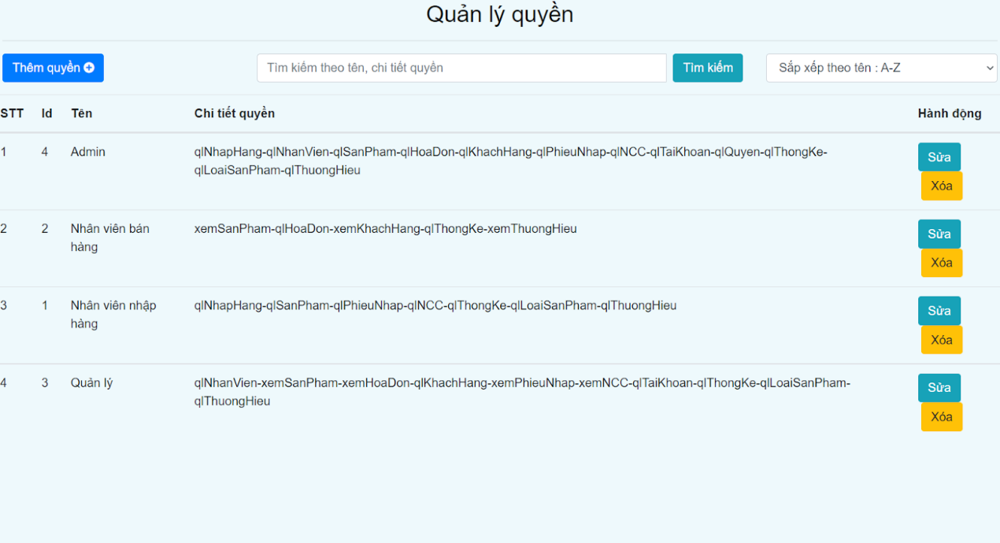 Quản lý quyền
Thêm quyền
Tìm kiếm theo tên, chi tiết quyền
Tìm kiếm
Sắp xếp theo tên : A-Z
STT Id Tên Chi tiết quyền Hành động
1 4 Admin qlNhapHang-qlNhanVien-qlSanPham-qlHoaDon-qlKhachHang-qlPhieuNhap-qlNCC-qlTaiKhoan-qlQuyen-qlThongKe-
qlLoaiSanPham-qlThuongHieu
Sửa
Xóa
2 2 Nhân viên bán
hàng
xemSanPham-qlHoaDon-xemKhachHang-qlThongKe-xemThuongHieu
Sửa
Xóa
3 1 Nhân viên nhập
hàng
qlNhapHang-qlSanPham-qlPhieuNhap-qlNCC-qlThongKe-qlLoaiSanPham-qlThuongHieu
Sửa
Xóa
4 3 Quản lý qlNhanVien-xemSanPham-xemHoaDon-qlKhachHang-xemPhieuNhap-xemNCC-qlTaiKhoan-qlThongKe-qlLoaiSanPham-
qlThuongHieu
Sửa
Xóa